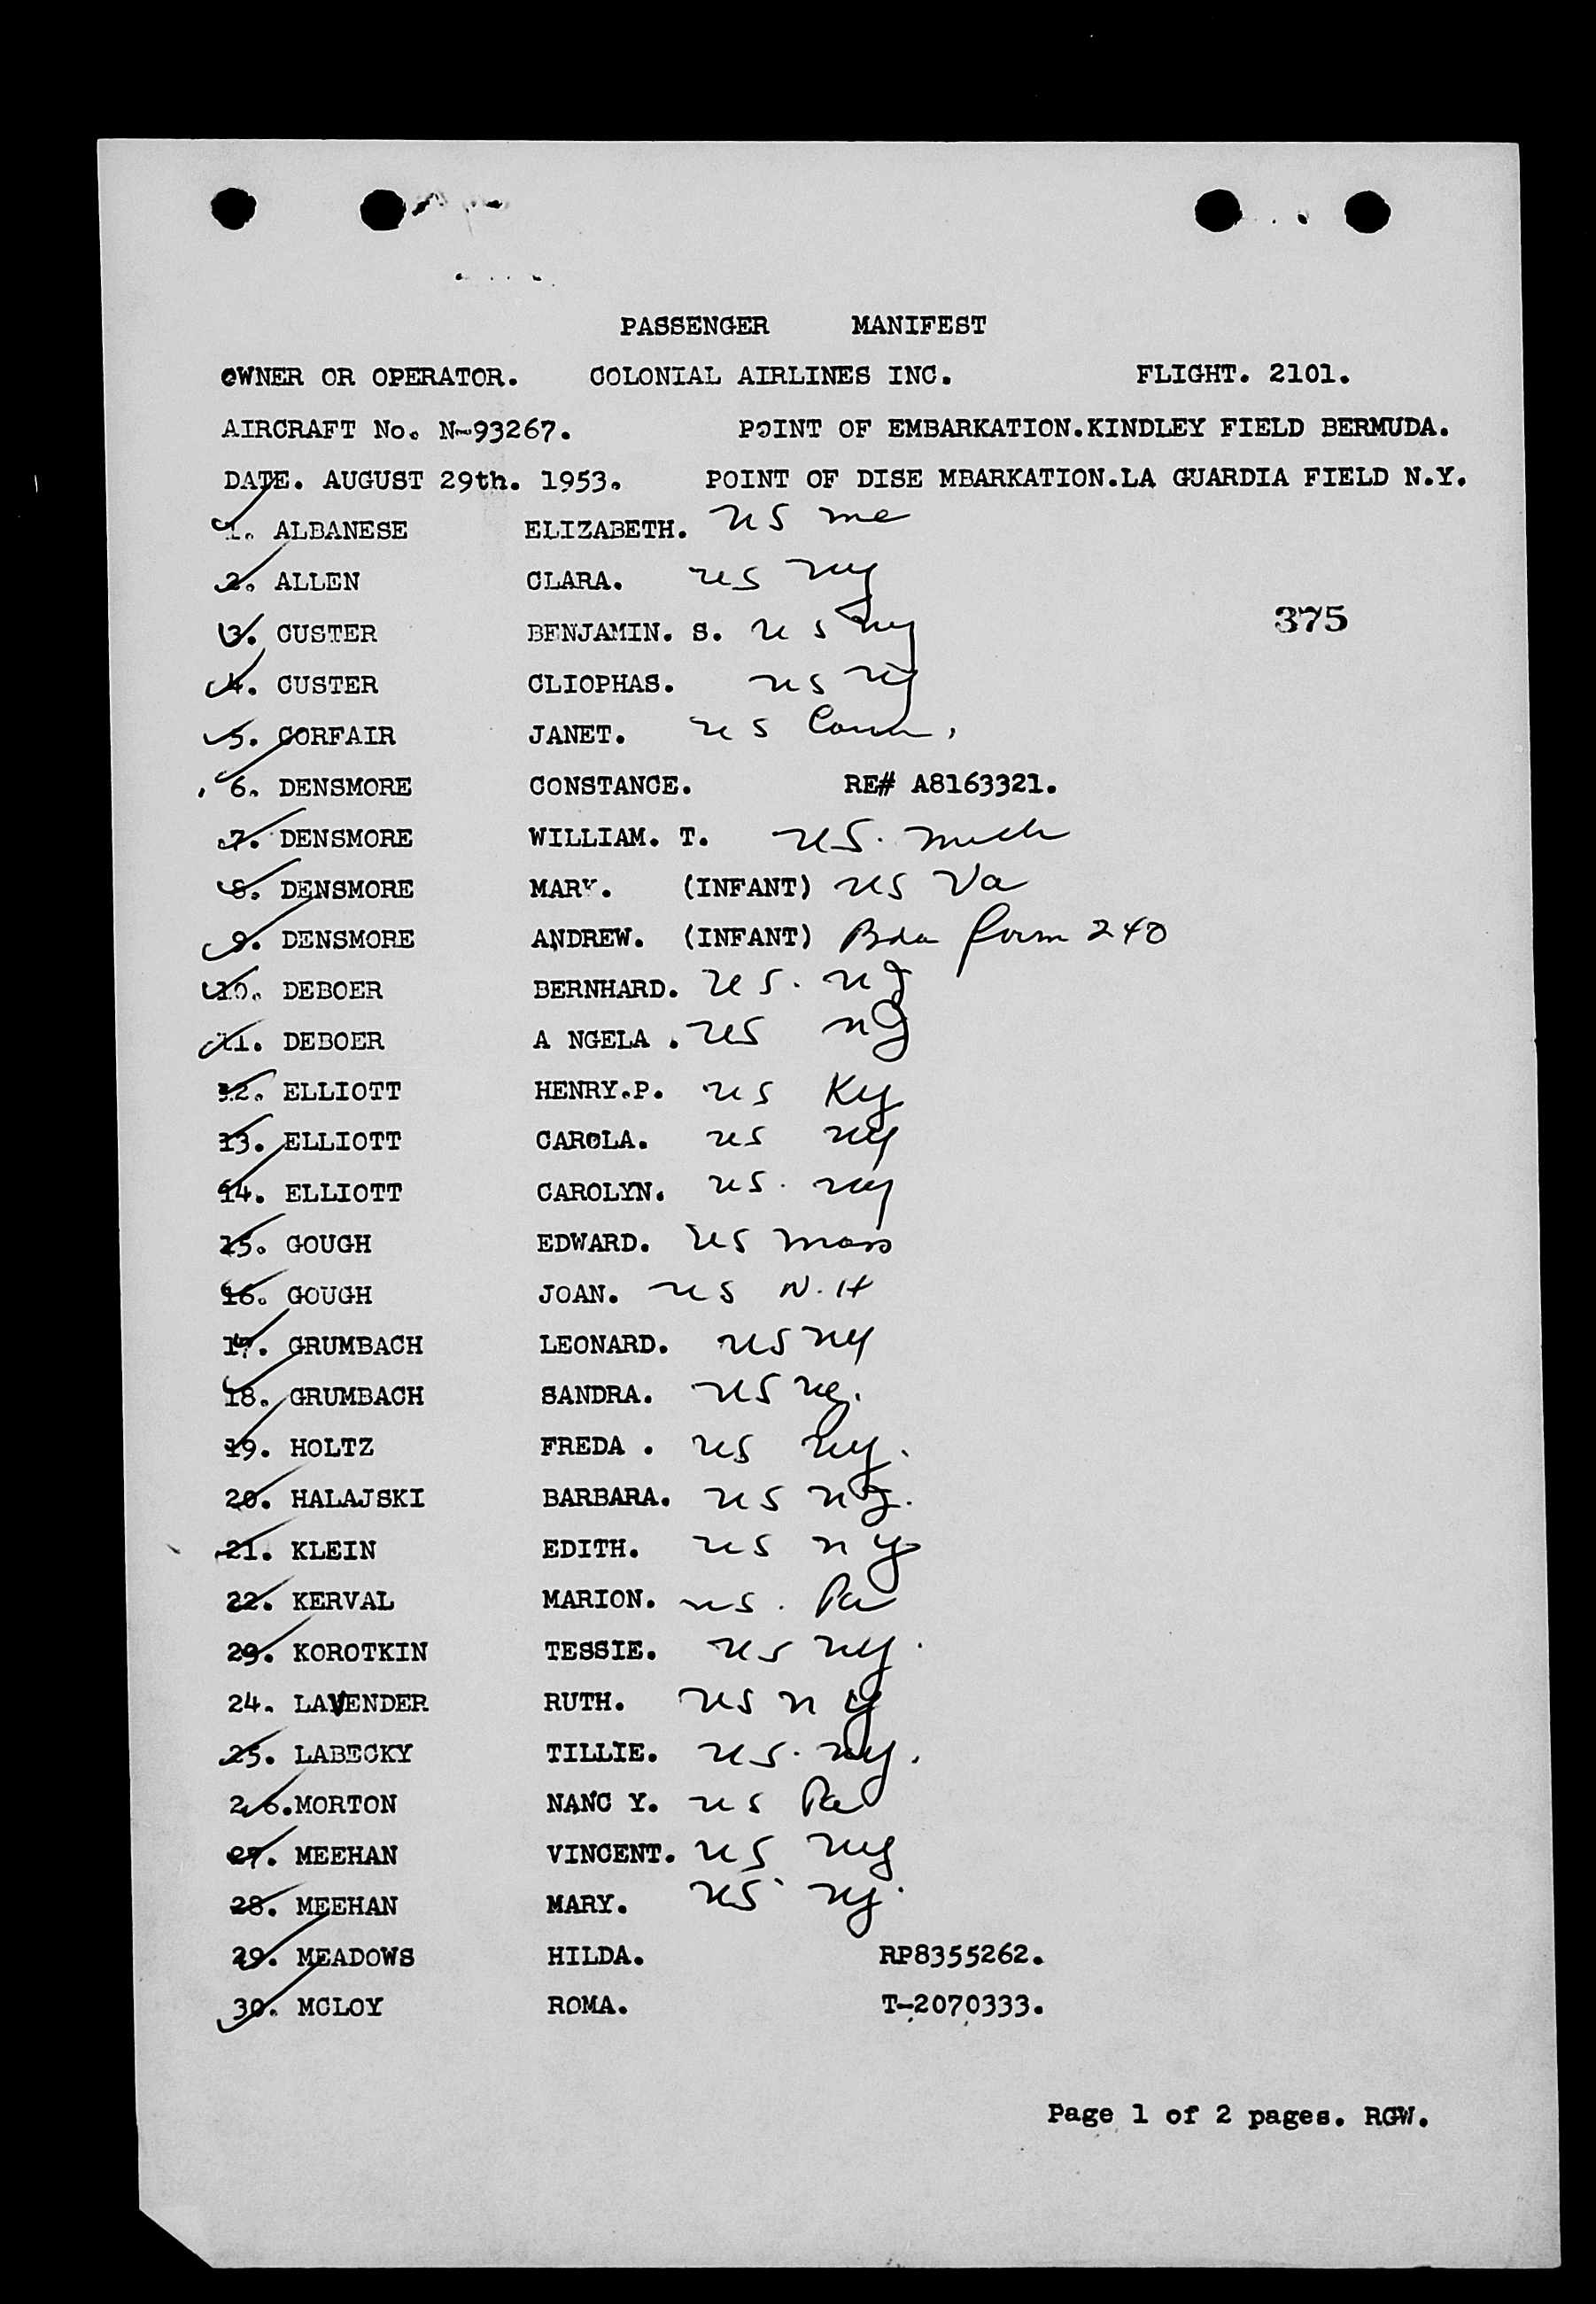 PASSENGER MANIFEST
OWNER OR OPERATOR. COLONIAL AIRLINES INC. FLIGHT. 2101.
AIRCRAFT No. N-93267. POINT OF EMBARKATION.KINDLEY FIELD BERMUDA.
DATE. AUGUST 29th. 1953. POINT OF DISE MBARKATION.LA GUARDIA FIELD N.Y.
1. ALBANESE ELIZABETH. US me
2. ALLEN CLARA. US ny
375
3. CUSTER BENJAMIN. S. US ny
4. CUSTER CLIOPHAS. US ny
5. CORFAIR JANET. US Conn.
6. DENSMORE CONSTANCE. RE# A8163321.
7. DENSMORE WILLIAM. T. US. mich
8. DENSMORE MARY. (INFANT) US Va
9. DENSMORE ANDREW. (INFANT) Bda form 240
10. DEBOER BERNHARD. US. NJ
11. DEBOER A NGELA . US NJ
12. ELLIOTT HENRY.P. US Ky
13. ELLIOTT CAROLA. US ny
14. ELLIOTT CAROLYN. US. ny
15. GOUGH EDWARD. US mass
16. GOUGH JOAN. US N.H
17. GRUMBACH LEONARD. US ny
18. GRUMBACH SANDRA. US
19. HOLTZ FREDA . US ny.
20. HALAJSKI BARBARA. US NJ.
21. KLEIN EDITH. US ny
22. KERVAL MARION. US. Pa
29. KOROTKIN TESSIE. US ny.
24. LAVENDER RUTH. US ny
25. LABECKY TILLIE. US. ny.
26.MORTON NANC Y. US Pa
27. MEEHAN VINCENT. US ny
28. MEEHAN MARY. US ny.
29. MEADOWS HILDA. RP8355262.
30. MCLOY ROMA. T-2070333.
Page 1 of 2 pages. RGW.